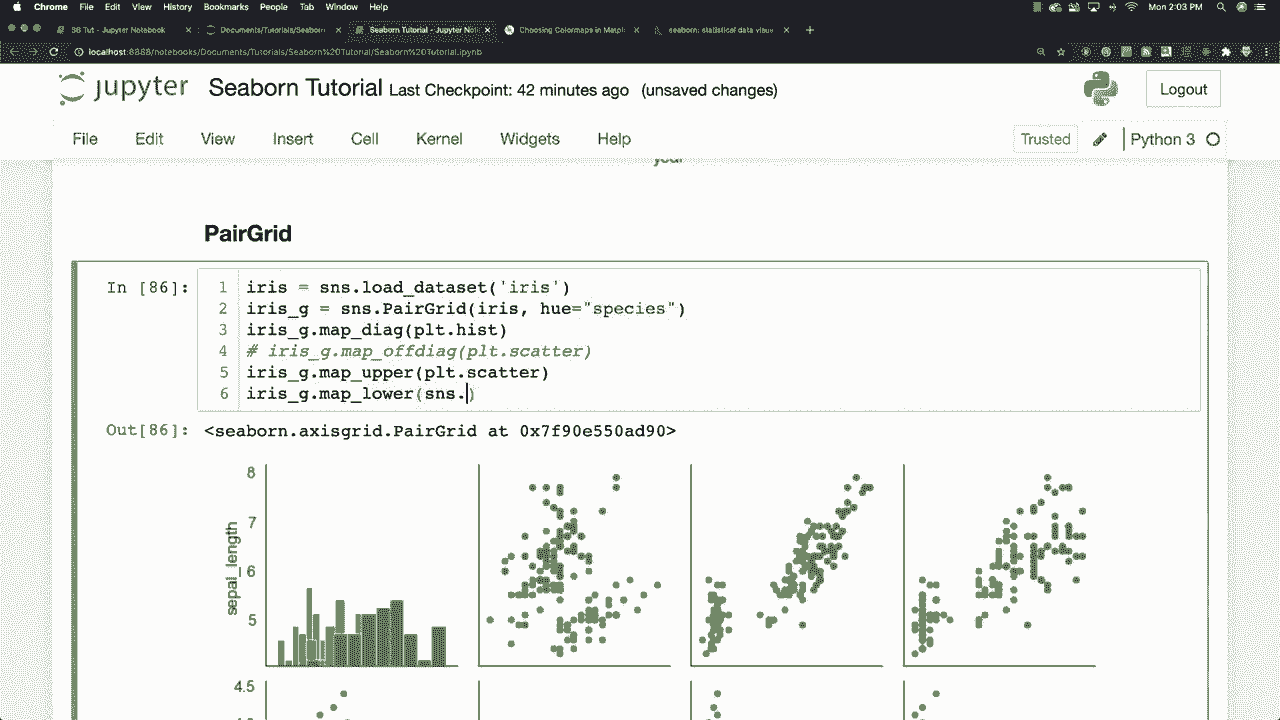 Chrome File Edit View History Bookmarks People Tab Window Help Mon 2:03 PM
SB Tut - Jupyter Notebook Documents/Tutorials/Seaborn Seaborn Tutorial - Jupyter Not Choosing Colormaps in Matpl seaborn: statistical data visua
localhost:8888/notebooks/Documents/Tutorials/Seaborn%20Tutorial/Seaborn%20Tutorial.ipynb
jupyter Seaborn Tutorial Last Checkpoint: 42 minutes ago (unsaved changes) Logout
File Edit View Insert Cell Kernel Widgets Help Trusted Python 3
your
PairGrid
In [86]:
1 iris = sns.load_dataset('iris')
2 iris_g = sns.PairGrid(iris, hue="species")
3 iris_g.map_diag(plt.hist)
4 # iris_g.map_offdiag(plt.scatter)
5 iris_g.map_upper(plt.scatter)
6 iris_g.map_lower(sns.)
Out[86]: <seaborn.axisgrid.PairGrid at 0x7f90e550ad90>
8
7
6
5
sepal_length
4.5